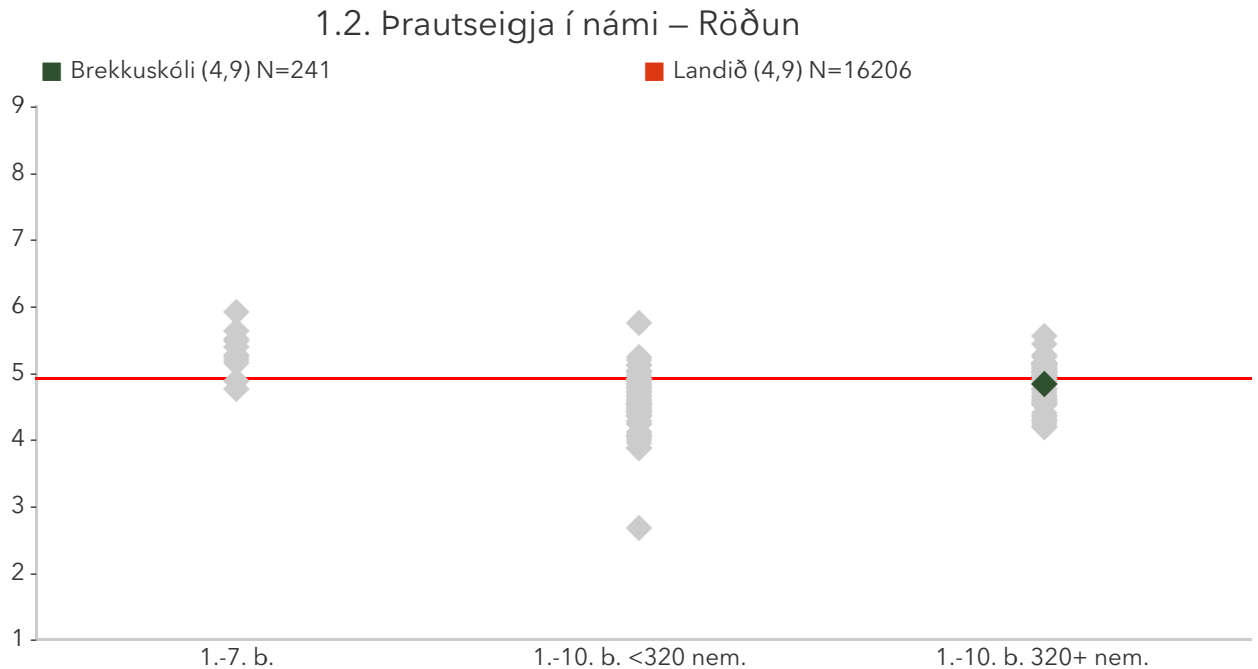 1.2. Þrautseigja í námi – Röðun
Brekkuskóli (4,9) N=241
Landið (4,9) N=16206
9
8
7
6
5
4
3
2
1
1.-7. b.
1.-10. b. <320 nem.
1.-10. b. 320+ nem.